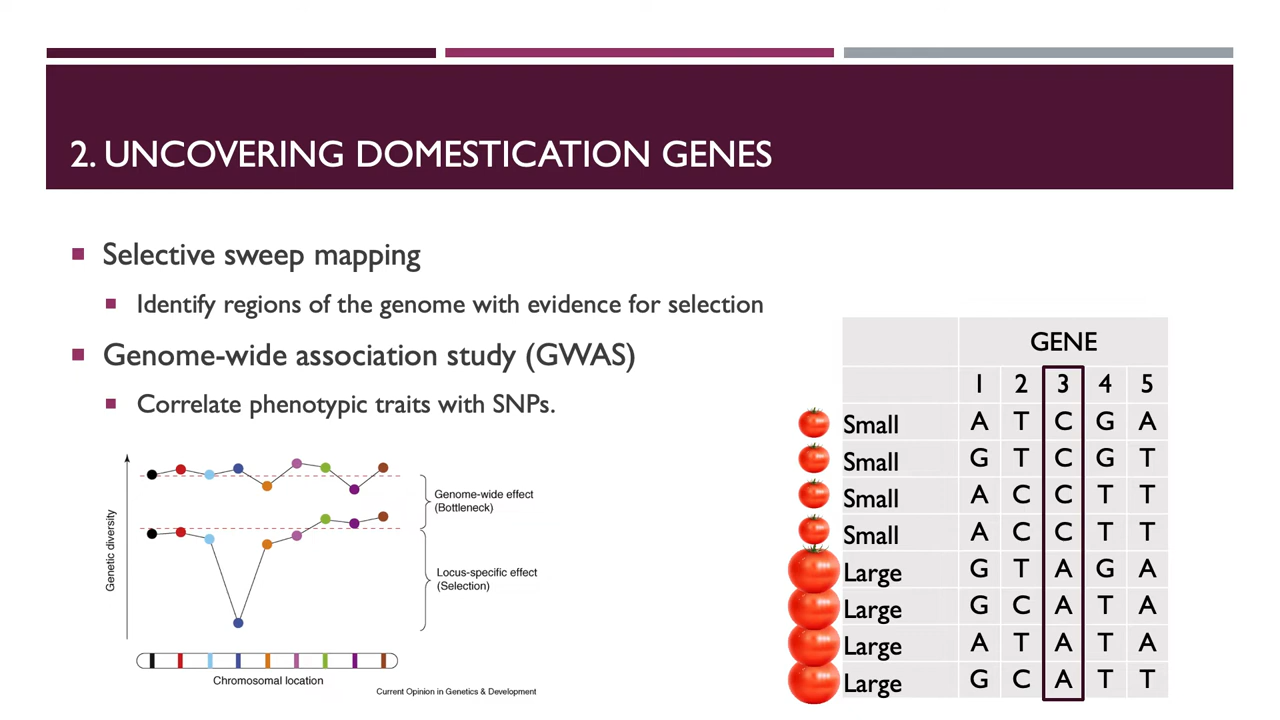 2. UNCOVERING DOMESTICATION GENES
Selective sweep mapping
Identify regions of the genome with evidence for selection
Genome-wide association study (GWAS)
Correlate phenotypic traits with SNPs.
Genetic diversity
Genome-wide effect
(Bottleneck)
Locus-specific effect
(Selection)
Chromosomal location
Current Opinion in Genetics & Development
GENE
1 2 3 4 5
Small A T C G A
Small G T C G T
Small A C C T T
Small A C C T T
Large G T A G A
Large G C A T A
Large A T A T A
Large G C A T T